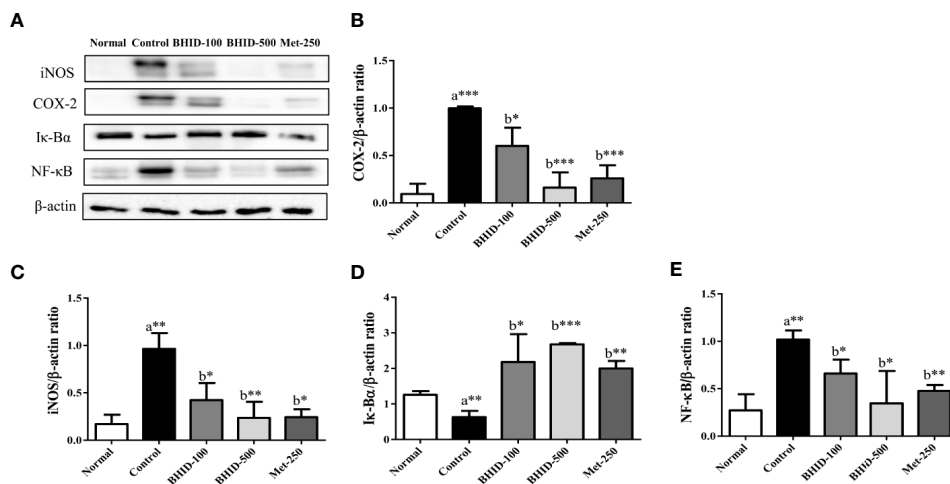 A
Normal Control BHID-100 BHID-500 Met-250
iNOS
COX-2
Iκ-Bα
NF-κB
β-actin
B
COX-2/β-actin ratio
1.5
1.0
0.5
0.0
a***
b*
b***
b***
Normal
Control
BHID-100
BHID-500
Met-250
C
iNOS/β-actin ratio
1.5
1.0
0.5
0.0
a**
b*
b**
b*
Normal
Control
BHID-100
BHID-500
Met-250
D
Iκ-Bα/β-actin ratio
4
3
2
1
0
a**
b*
b***
b**
Normal
Control
BHID-100
BHID-500
Met-250
E
NF-κB/β-actin ratio
1.5
1.0
0.5
0.0
a**
b*
b*
b**
Normal
Control
BHID-100
BHID-500
Met-250